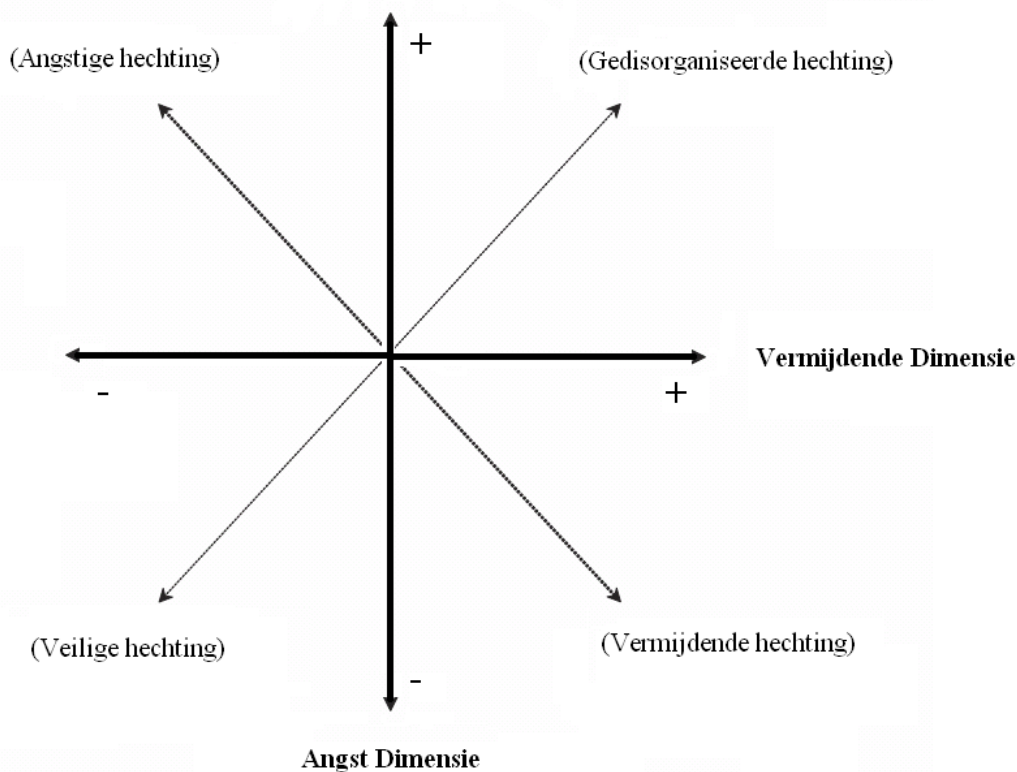 +
(Angstige hechting)
(Gedisorganiseerde hechting)
Vermijdende Dimensie
-
+
(Veilige hechting)
(Vermijdende hechting)
-
Angst Dimensie